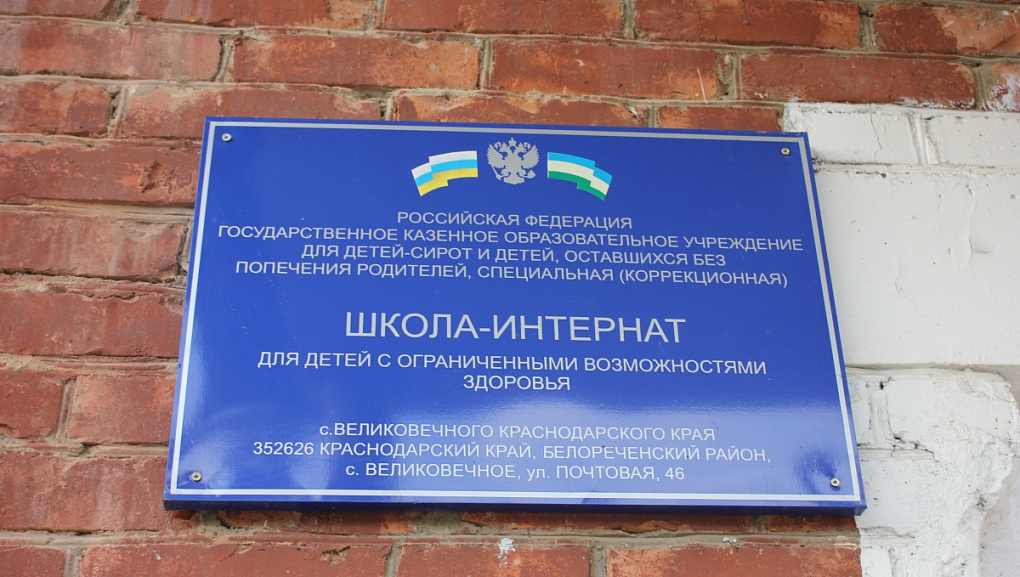 РОССИЙСКАЯ ФЕДЕРАЦИЯ
ГОСУДАРСТВЕННОЕ КАЗЕННОЕ ОБРАЗОВАТЕЛЬНОЕ УЧРЕЖДЕНИЕ
ДЛЯ ДЕТЕЙ-СИРОТ И ДЕТЕЙ, ОСТАВШИХСЯ БЕЗ
ПОПЕЧЕНИЯ РОДИТЕЛЕЙ, СПЕЦИАЛЬНАЯ (КОРРЕКЦИОННАЯ)
ШКОЛА-ИНТЕРНАТ
ДЛЯ ДЕТЕЙ С ОГРАНИЧЕННЫМИ ВОЗМОЖНОСТЯМИ
ЗДОРОВЬЯ
с.ВЕЛИКОВЕЧНОГО КРАСНОДАРСКОГО КРАЯ
352626 КРАСНОДАРСКИЙ КРАЙ, БЕЛОРЕЧЕНСКИЙ РАЙОН,
с. ВЕЛИКОВЕЧНОЕ, ул. ПОЧТОВАЯ, 46